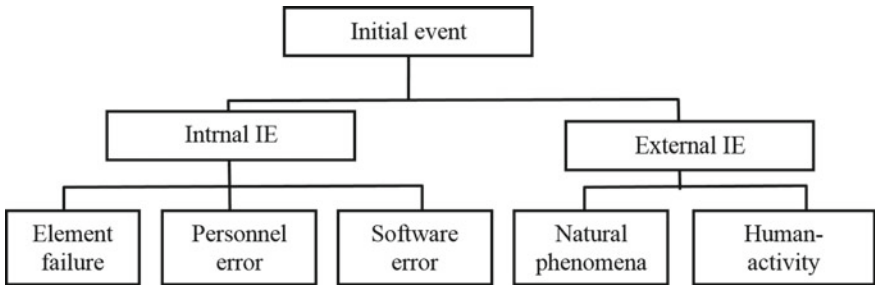 Initial event
Intrnal IE
External IE
Element
failure
Personnel
error
Software
error
Natural
phenomena
Human-
activity